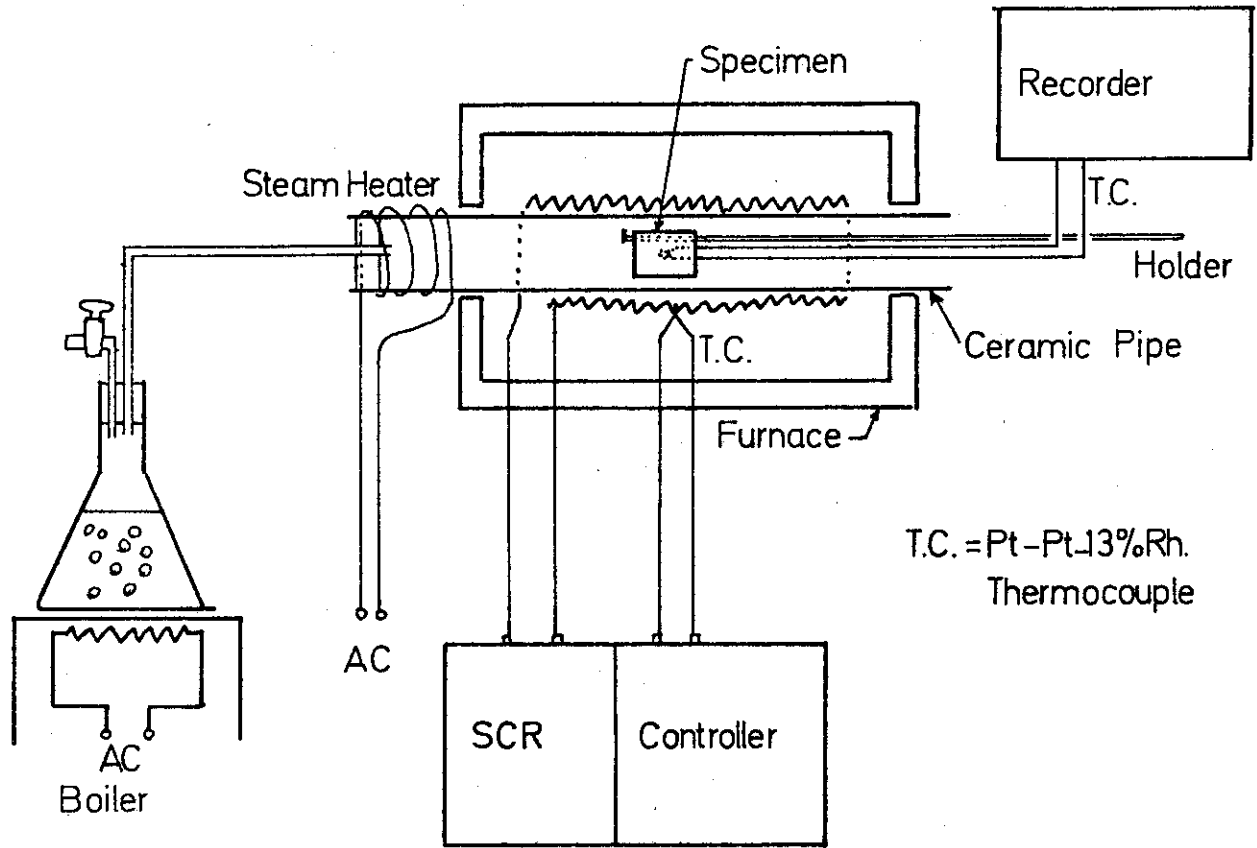 Specimen
Recorder
Steam Heater
T.C.
Holder
T.C.
Ceramic Pipe
Furnace
T.C. = Pt-Pt-13%Rh.
Thermocouple
AC
SCR
Controller
AC
Boiler